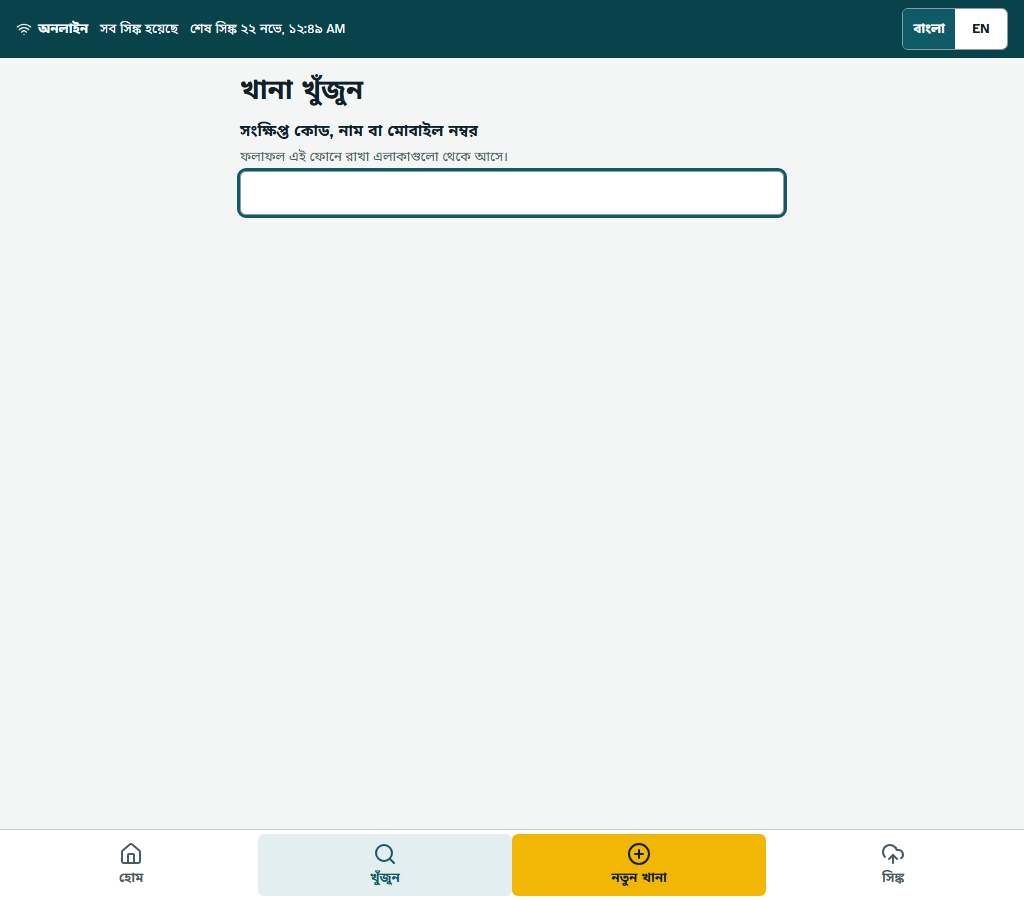 অনলাইন সব সিঙ্ক হয়েছে শেষ সিঙ্ক ২২ নভে, ১২:৪৯ AM
বাংলা EN
খানা খুঁজুন
সংক্ষিপ্ত কোড, নাম বা মোবাইল নম্বর
ফলাফল এই ফোনে রাখা এলাকাগুলো থেকে আসে।
হোম খুঁজুন নতুন খানা সিঙ্ক